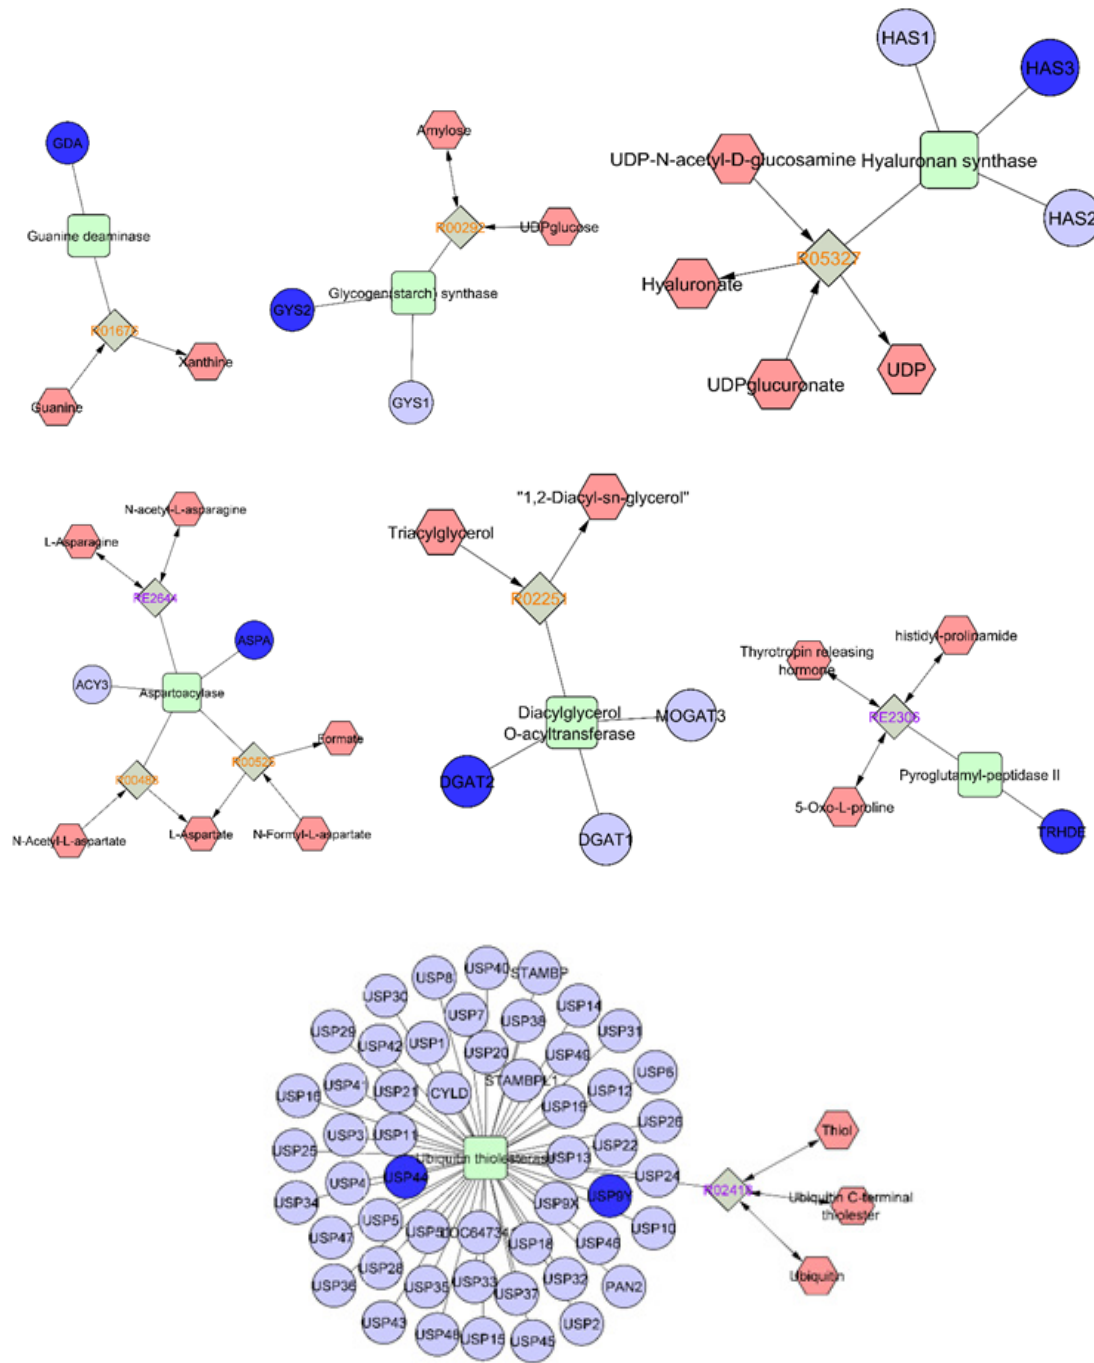 HAS1
HAS3
GDA
Amylose
UDP-N-acetyl-D-glucosamine
Hyaluronan synthase
HAS2
Guanine deaminase
R00292
UDPglucose
R05327
Glycogen(starch) synthase
Hyaluronate
GYS2
R01676
Xanthine
UDPglucuronate
UDP
Guanine
GYS1
N-acetyl-L-asparagine
"1,2-Diacyl-sn-glycerol"
L-Asparagine
Triacylglycerol
RE2644
R02251
ASPA
histidyl-prolinamide
Thyrotropin releasing
hormone
ACY3
Aspartoacylase
Diacylglycerol
O-acyltransferase
MOGAT3
RE2306
Formate
R00488
R00526
DGAT2
Pyroglutamyl-peptidase II
5-Oxo-L-proline
N-Acetyl-L-aspartate
L-Aspartate
N-Formyl-L-aspartate
DGAT1
TRHDE
USP40
STAMBP
USP8
USP30
USP14
USP7
USP38
USP29
USP31
USP42
USP1
USP20
USP49
USP6
STAMBPL1
USP41
USP21
CYLD
USP12
USP16
USP19
USP26
USP3
USP11
USP22
USP25
Ubiquitin thiolesterase
USP13
Thiol
USP44
USP24
USP4
R02416
USP34
USP9X
USP9Y
Ubiquitin C-terminal
thiolester
USP5
USP10
USP47
USP46
USP18
USP28
Ubiquitin
USP36
USP35
USP33
USP32
PAN2
USP37
USP43
USP2
USP48
USP15
USP45